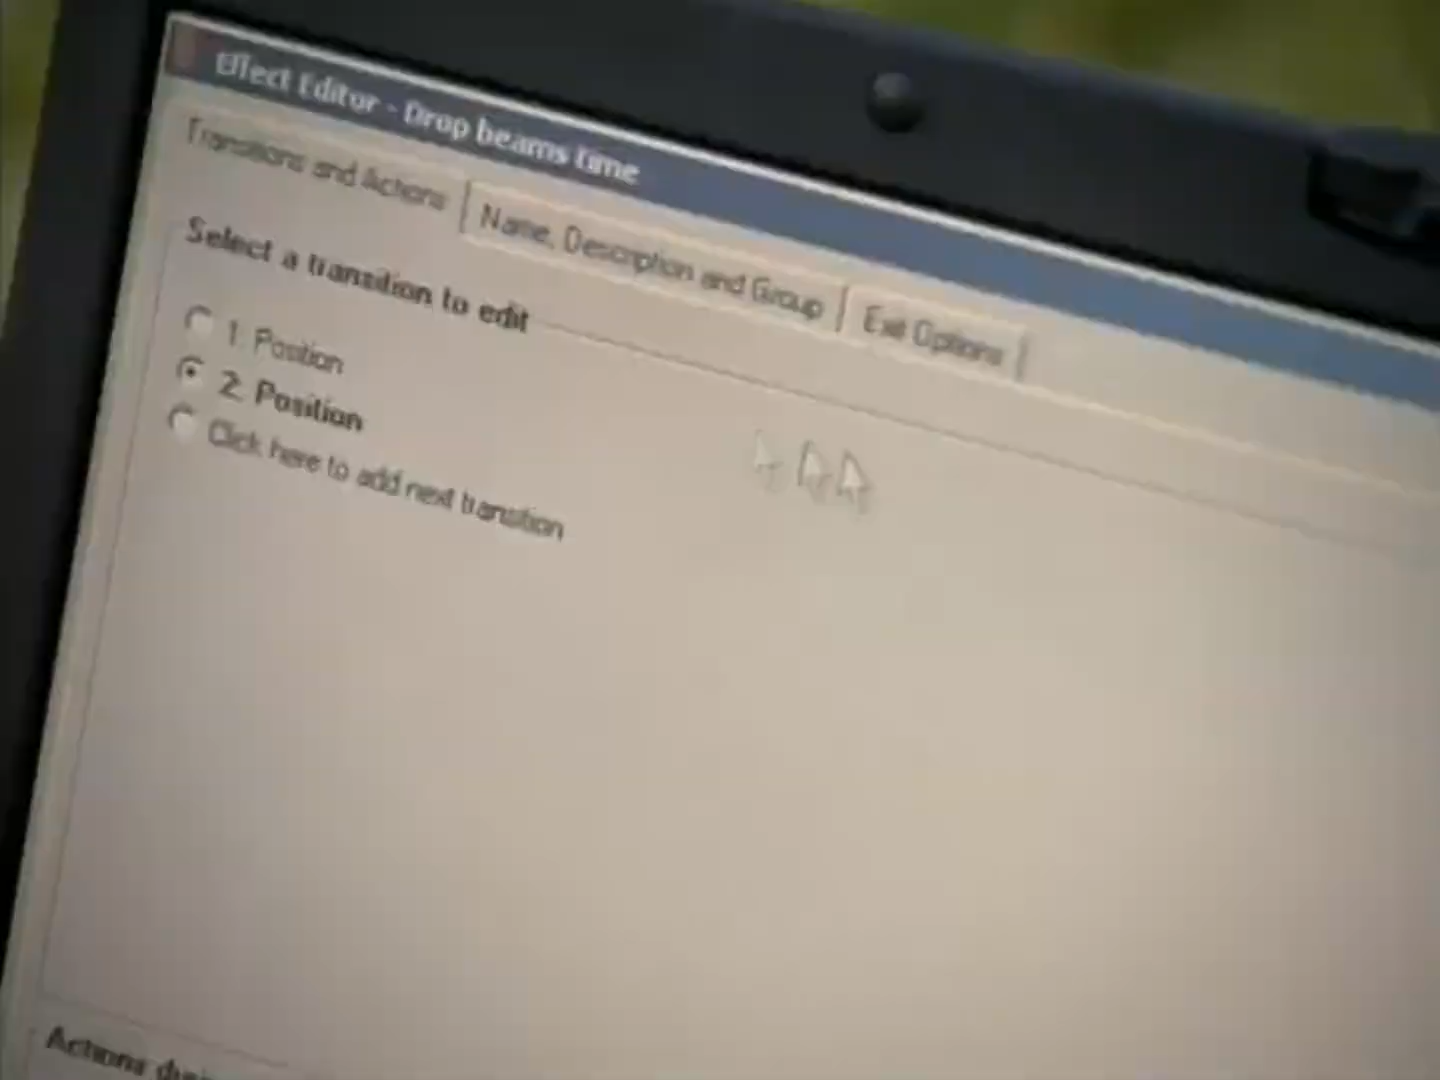 Effect Editor - Drop beams time
Transitions and Actions
Name, Description and Group
Exit Options
Select a transition to edit
1. Position
2: Position
Click here to add next transition
Actions